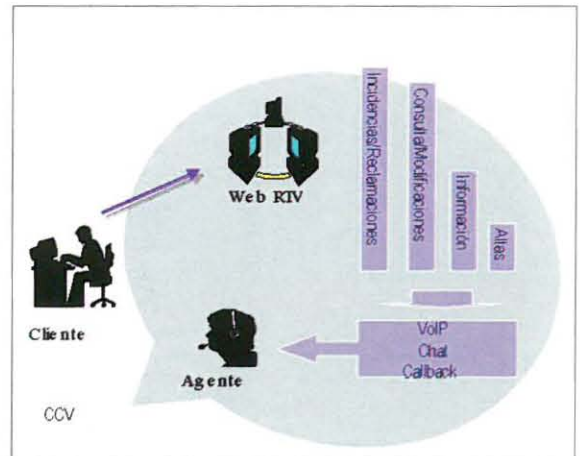 Incidencias/Reclamaciones
Consulta/Modificaciones
Información
Altas
Web RIV
Cliente
Agente
VoIP
Chat
Callback
CCV